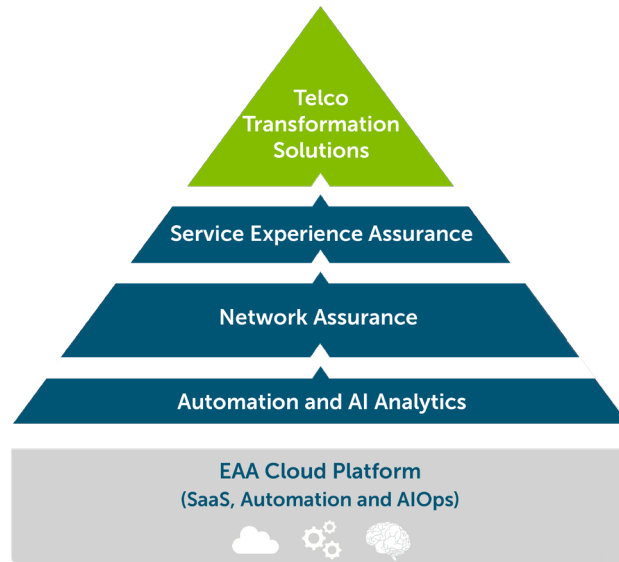 Telco
Transformation
Solutions
Service Experience Assurance
Network Assurance
Automation and AI Analytics
EAA Cloud Platform
(SaaS, Automation and AIOps)